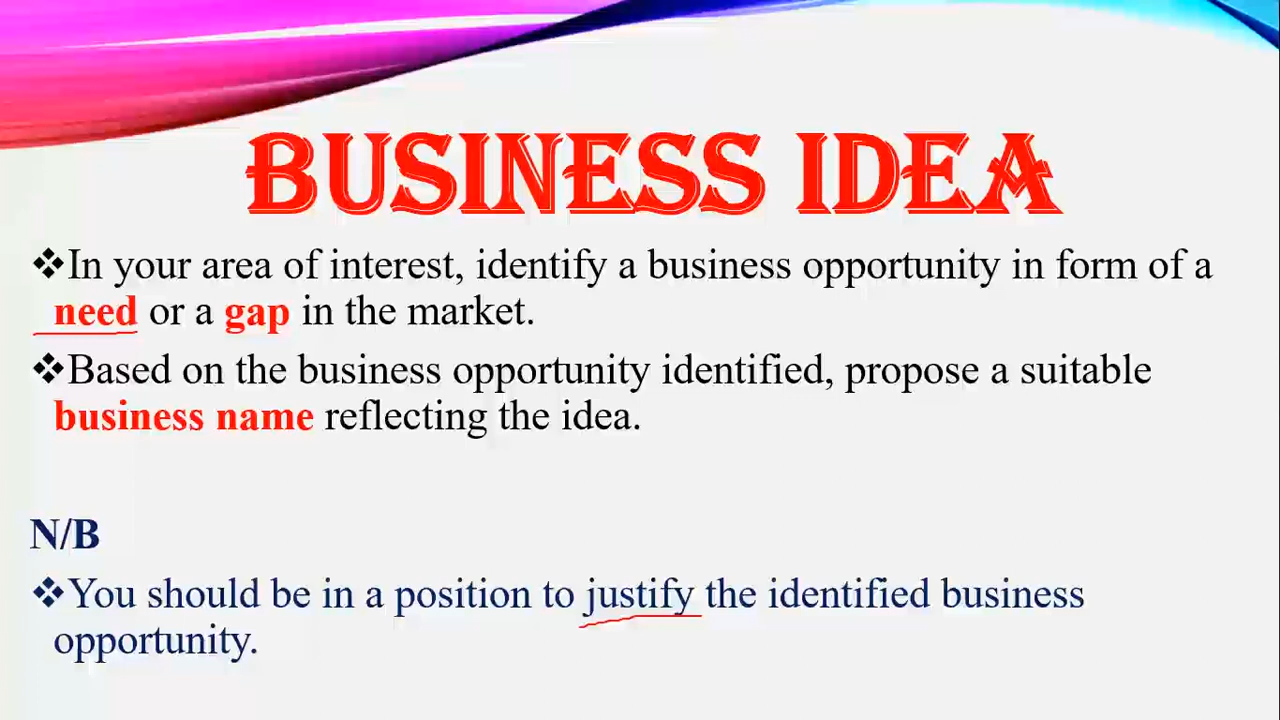 BUSINESS IDEA
❖In your area of interest, identify a business opportunity in form of a
need or a gap in the market.
❖Based on the business opportunity identified, propose a suitable
business name reflecting the idea.
N/B
❖You should be in a position to justify the identified business
opportunity.